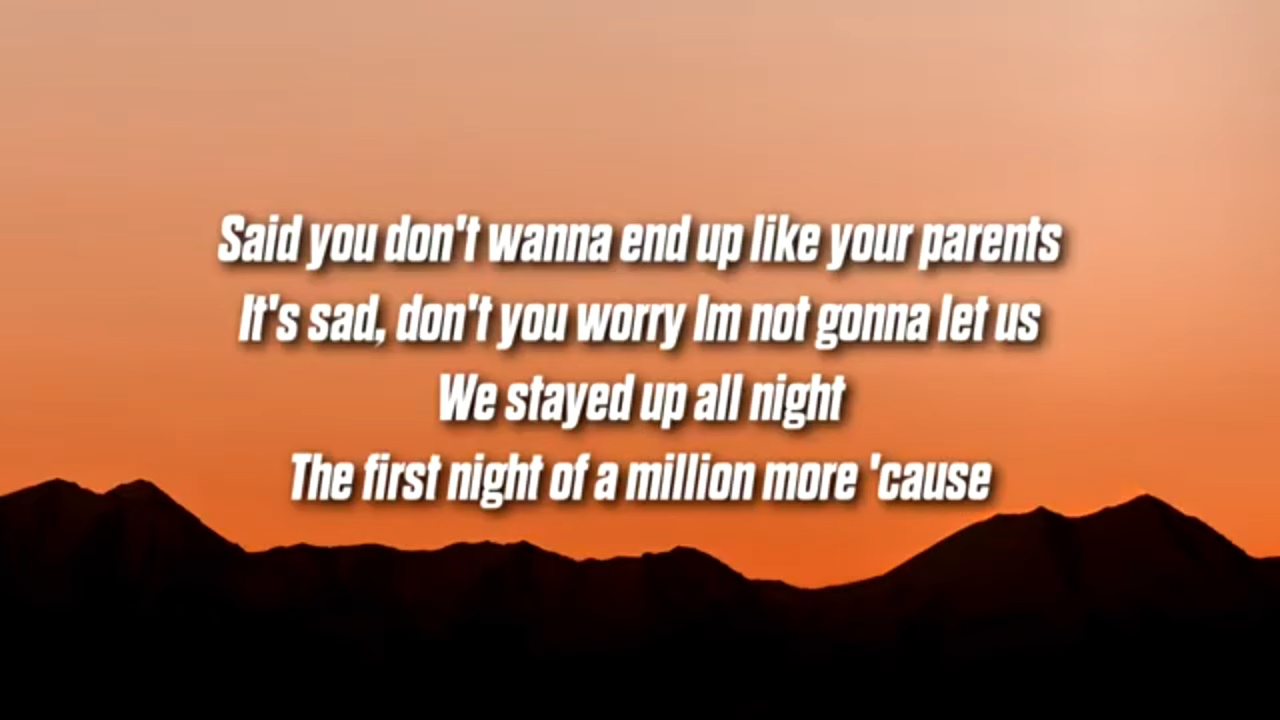 Said you don't wanna end up like your parents
It's sad, don't you worry Im not gonna let us
We stayed up all night
The first night of a million more 'cause